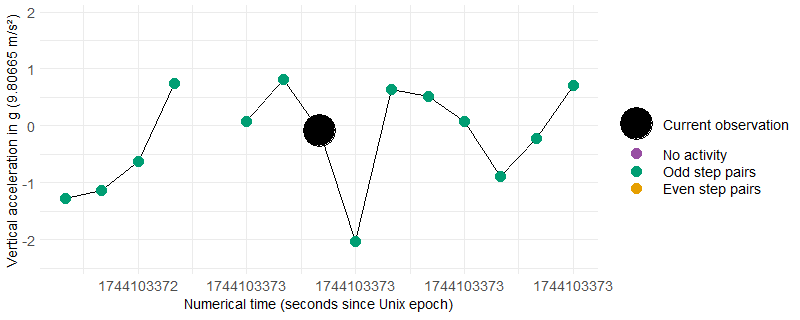 Vertical acceleration in g (9.80665 m/s²)
2
1
0
-1
-2
1744103372 1744103373 1744103373 1744103373 1744103373
Numerical time (seconds since Unix epoch)
Current observation
No activity
Odd step pairs
Even step pairs